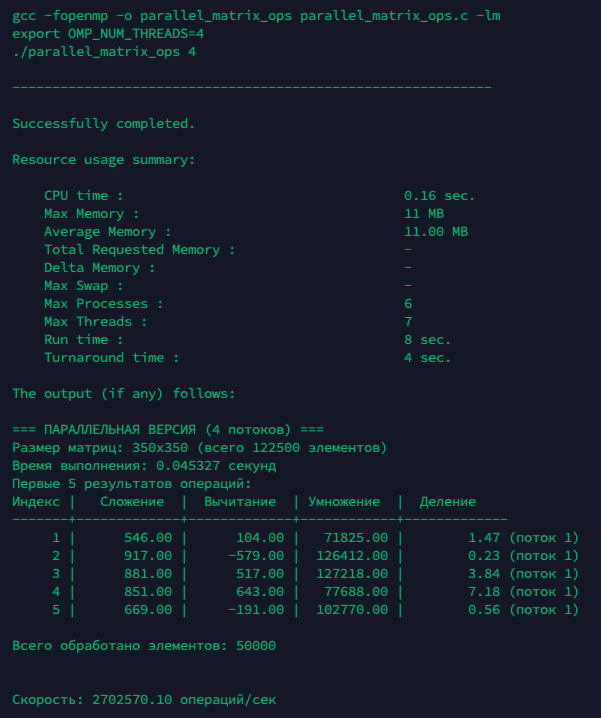 gcc -fopenmp -o parallel_matrix_ops parallel_matrix_ops.c -lm
export OMP_NUM_THREADS=4
./parallel_matrix_ops 4
------------------------------------------------------------
Successfully completed.
Resource usage summary:
    CPU time :                                   0.16 sec.
    Max Memory :                                 11 MB
    Average Memory :                             11.00 MB
    Total Requested Memory :                     -
    Delta Memory :                               -
    Max Swap :                                   -
    Max Processes :                              6
    Max Threads :                                7
    Run time :                                   8 sec.
    Turnaround time :                            4 sec.
The output (if any) follows:
=== ПАРАЛЛЕЛЬНАЯ ВЕРСИЯ (4 потоков) ===
Размер матриц: 350x350 (всего 122500 элементов)
Время выполнения: 0.045327 секунд
Первые 5 результатов операций:
Индекс |   Сложение  |  Вычитание  | Умножение  |  Деление
-------+-------------+-------------+------------+-------------
     1 |      546.00 |      104.00 |   71825.00 |        1.47 (поток 1)
     2 |      917.00 |     -579.00 |  126412.00 |        0.23 (поток 1)
     3 |      881.00 |      517.00 |  127218.00 |        3.84 (поток 1)
     4 |      851.00 |      643.00 |   77688.00 |        7.18 (поток 1)
     5 |      669.00 |     -191.00 |  102770.00 |        0.56 (поток 1)
Всего обработано элементов: 50000
Скорость: 2702570.10 операций/сек